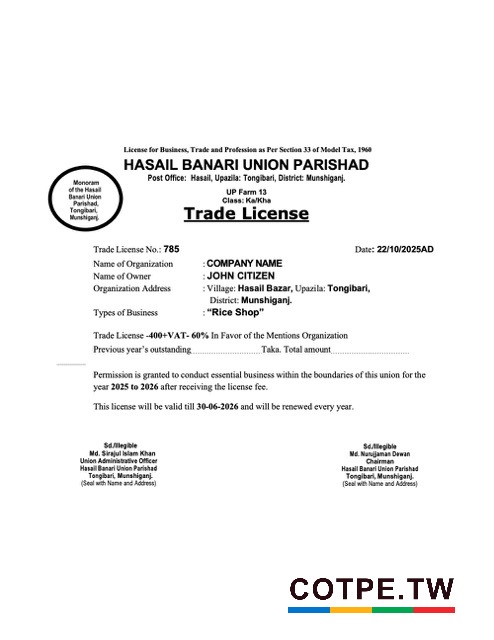 License for Business, Trade and Profession as Per Section 33 of Model Tax, 1960
HASAIL BANARI UNION PARISHAD
Post Office: Hasail, Upazila: Tongibari, District: Munshiganj.
Monoram
of the Hasail
Banari Union
Parishad,
Tongibari,
Munshiganj.
UP Farm 13
Class: Ka/Kha
Trade License
Trade License No.: 785 Date: 22/10/2025AD
Name of Organization : COMPANY NAME
Name of Owner : JOHN CITIZEN
Organization Address : Village: Hasail Bazar, Upazila: Tongibari,
District: Munshiganj.
Types of Business : "Rice Shop"
Trade License -400+VAT- 60% In Favor of the Mentions Organization
Previous year's outstanding..............................Taka. Total amount..................................
Permission is granted to conduct essential business within the boundaries of this union for the
year 2025 to 2026 after receiving the license fee.
This license will be valid till 30-06-2026 and will be renewed every year.
Sd./Illegible
Md. Sirajul Islam Khan
Union Administrative Officer
Hasail Banari Union Parishad
Tongibari, Munshiganj.
(Seal with Name and Address)
Sd./Illegible
Md. Nurujjaman Dewan
Chairman
Hasail Banari Union Parishad
Tongibari, Munshiganj.
(Seal with Name and Address)
COTPE.TW